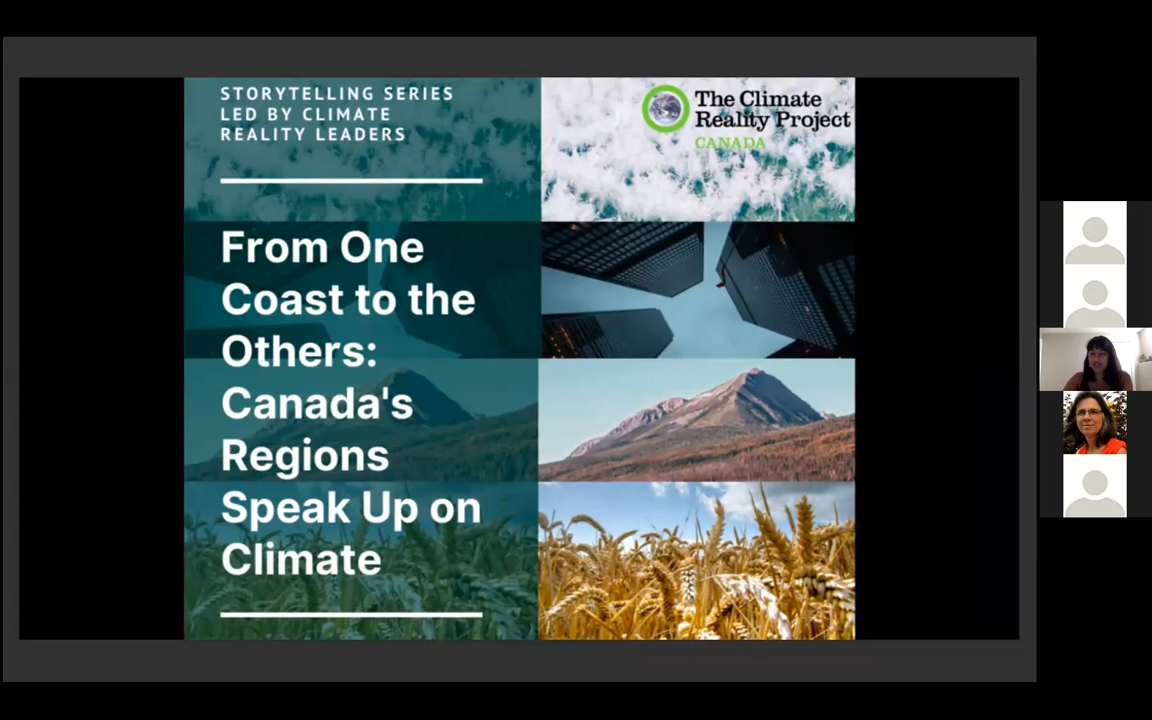 STORYTELLING SERIES
LED BY CLIMATE
REALITY LEADERS
The Climate
Reality Project
CANADA
From One
Coast to the
Others:
Canada's
Regions
Speak Up on
Climate